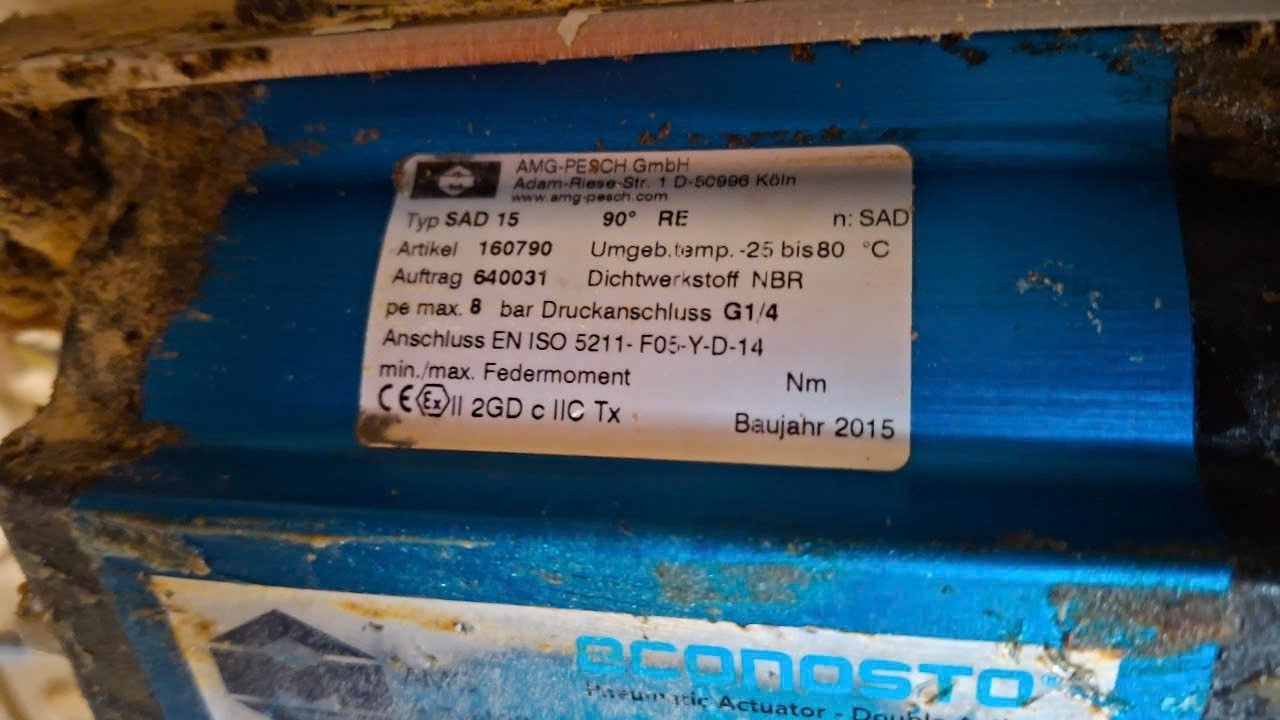 AMG-PESCH GmbH
Adam-Riese-Str. 1 D-50996 Köln
www.amg-pesch.com
Typ SAD 15 90° RE n: SAD
Artikel 160790 Umgeb.temp. -25 bis 80 °C
Auftrag 640031 Dichtwerkstoff NBR
pe max. 8 bar Druckanschluss G1/4
Anschluss EN ISO 5211- F05-Y-D-14
min./max. Federmoment Nm
CE Ex II 2GD c IIC Tx
Baujahr 2015
econosto®
Pneumatic Actuator - Double